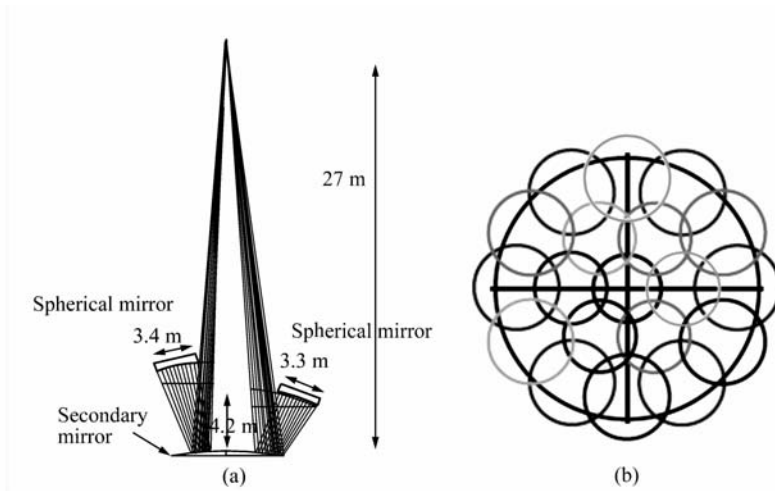 27 m
Spherical mirror
3.4 m
Spherical mirror
3.3 m
4.2 m
Secondary
mirror
(a)
(b)